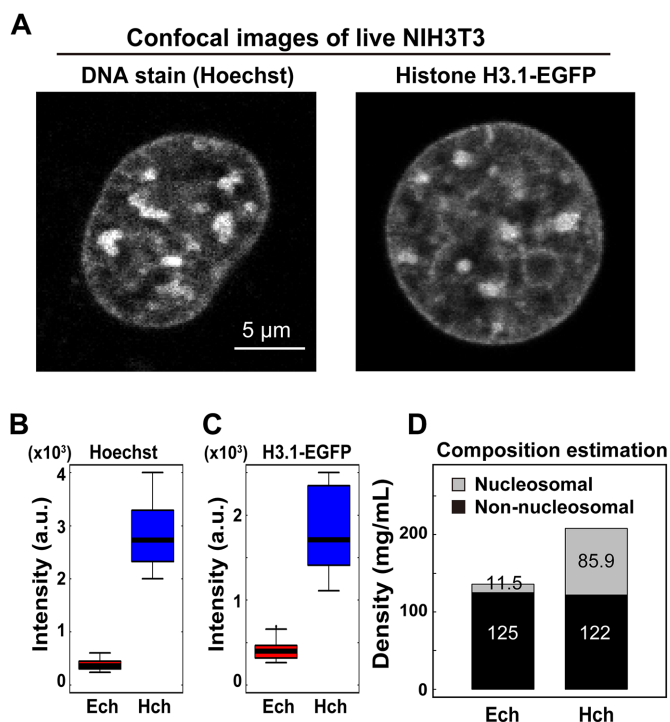 A
Confocal images of live NIH3T3
DNA stain (Hoechst)
Histone H3.1-EGFP
5 μm
B
(x10³)
Hoechst
Intensity (a.u.)
4
3
2
1
0
Ech Hch
C
(x10³)
H3.1-EGFP
Intensity (a.u.)
2
1
0
Ech Hch
D
Composition estimation
Density (mg/mL)
Nucleosomal
Non-nucleosomal
200
100
0
11.5
85.9
125
122
Ech Hch